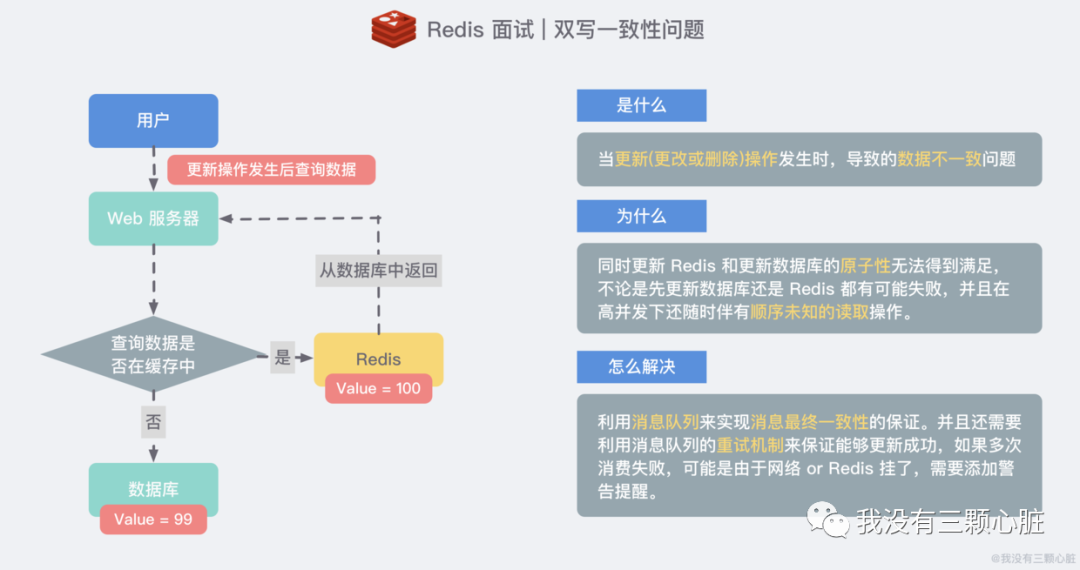 Redis 面试 | 双写一致性问题
用户
更新操作发生后查询数据
Web 服务器
从数据库中返回
查询数据是
否在缓存中
是
Redis
Value = 100
否
数据库
Value = 99
是什么
当更新(更改或删除)操作发生时，导致的数据不一致问题
为什么
同时更新 Redis 和更新数据库的原子性无法得到满足，
不论是先更新数据库还是 Redis 都有可能失败，并且在
高并发下还随时伴有顺序未知的读取操作。
怎么解决
利用消息队列来实现消息最终一致性的保证。并且还需要
利用消息队列的重试机制来保证能够更新成功，如果多次
消费失败，可能是由于网络 or Redis 挂了，需要添加警
告提醒。
我没有三颗心脏
@我没有三颗心脏